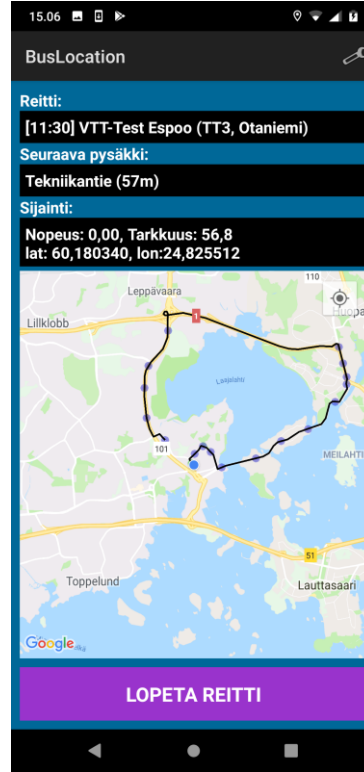 15.06
BusLocation
Reitti:
[11:30] VTT-Test Espoo (TT3, Otaniemi)
Seuraava pysäkki:
Tekniikantie (57m)
Sijainti:
Nopeus: 0,00, Tarkkuus: 56,8
lat: 60,180340, lon:24,825512
110
Leppävaara
1
Lillklobb
Laajalahti
MEILAHTI
101
51
Toppelund
Lauttasaari
Google
LOPETA REITTI